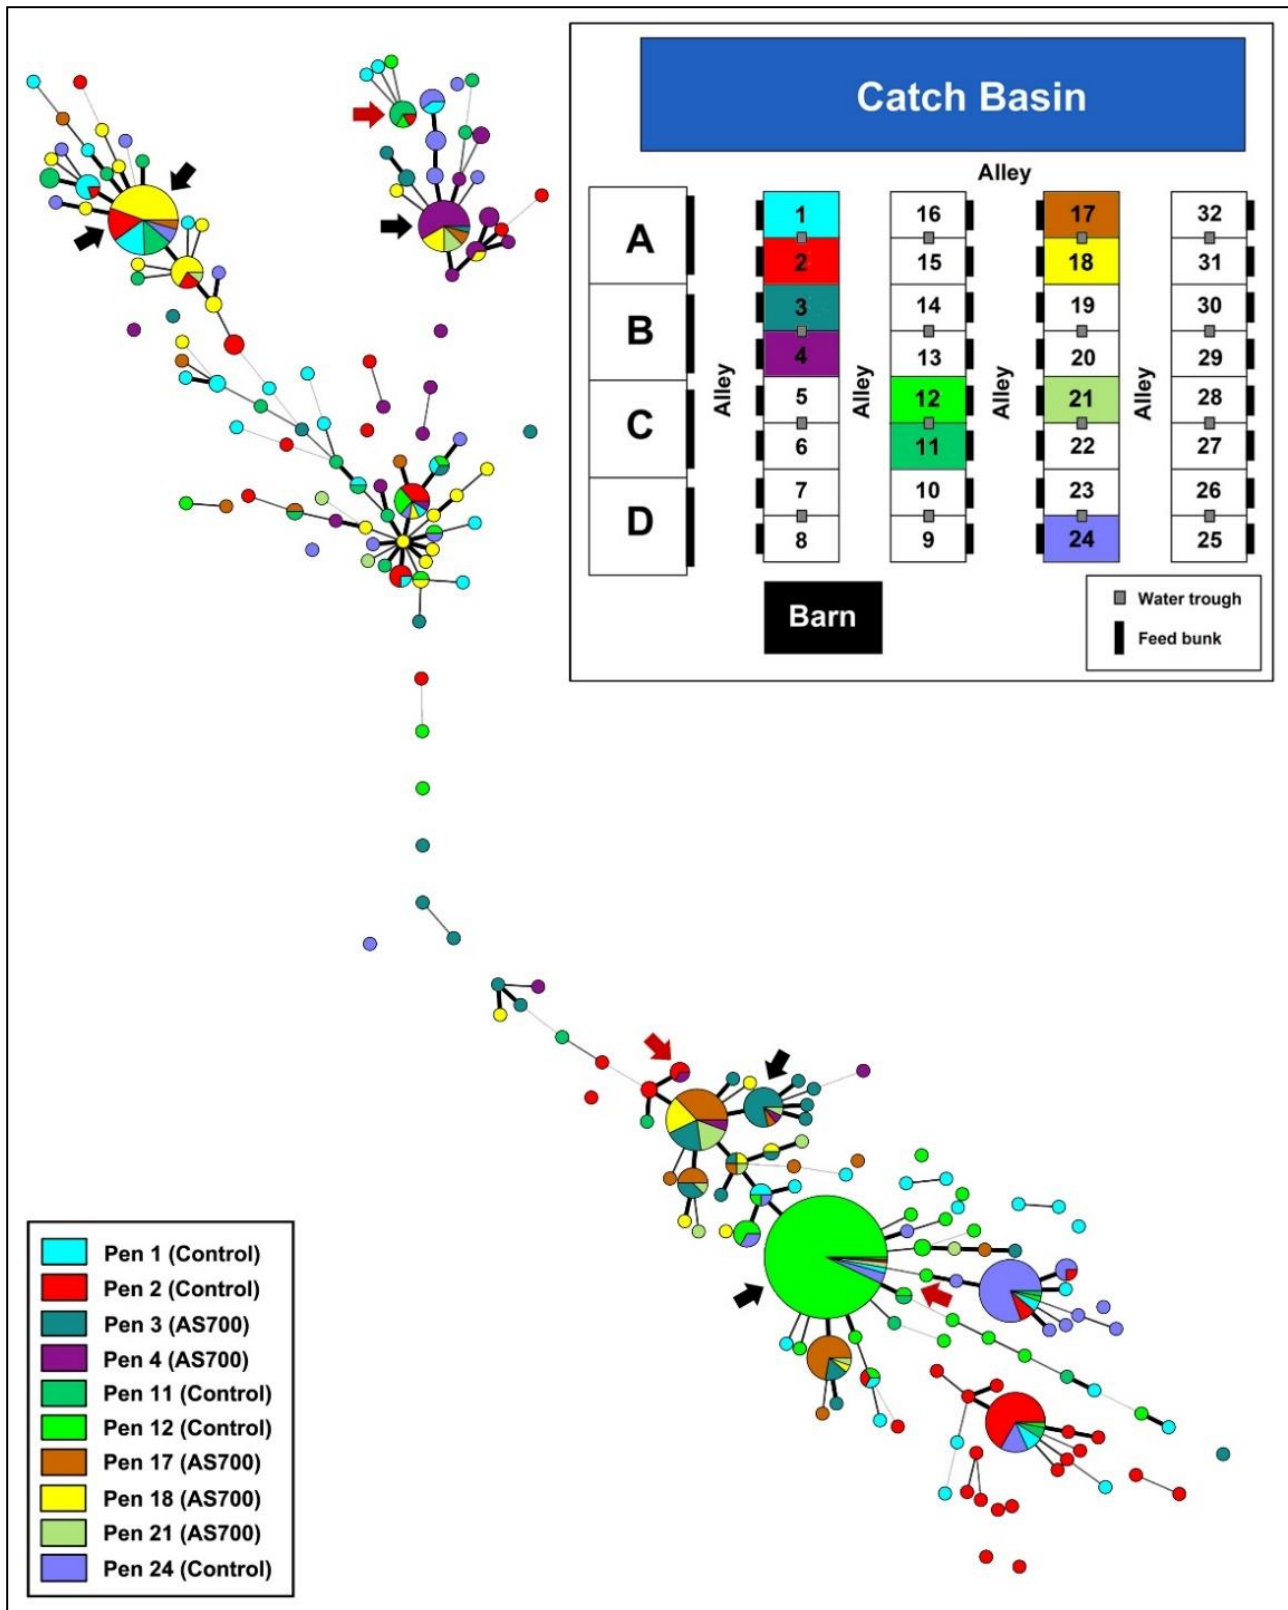 Catch Basin
Alley
A
B
C
D
Alley
Alley
Alley
Alley
1 16 17 32
2 15 18 31
3 14 19 30
4 13 20 29
5 12 21 28
6 11 22 27
7 10 23 26
8 9 24 25
Barn
Water trough
Feed bunk
Pen 1 (Control)
Pen 2 (Control)
Pen 3 (AS700)
Pen 4 (AS700)
Pen 11 (Control)
Pen 12 (Control)
Pen 17 (AS700)
Pen 18 (AS700)
Pen 21 (AS700)
Pen 24 (Control)